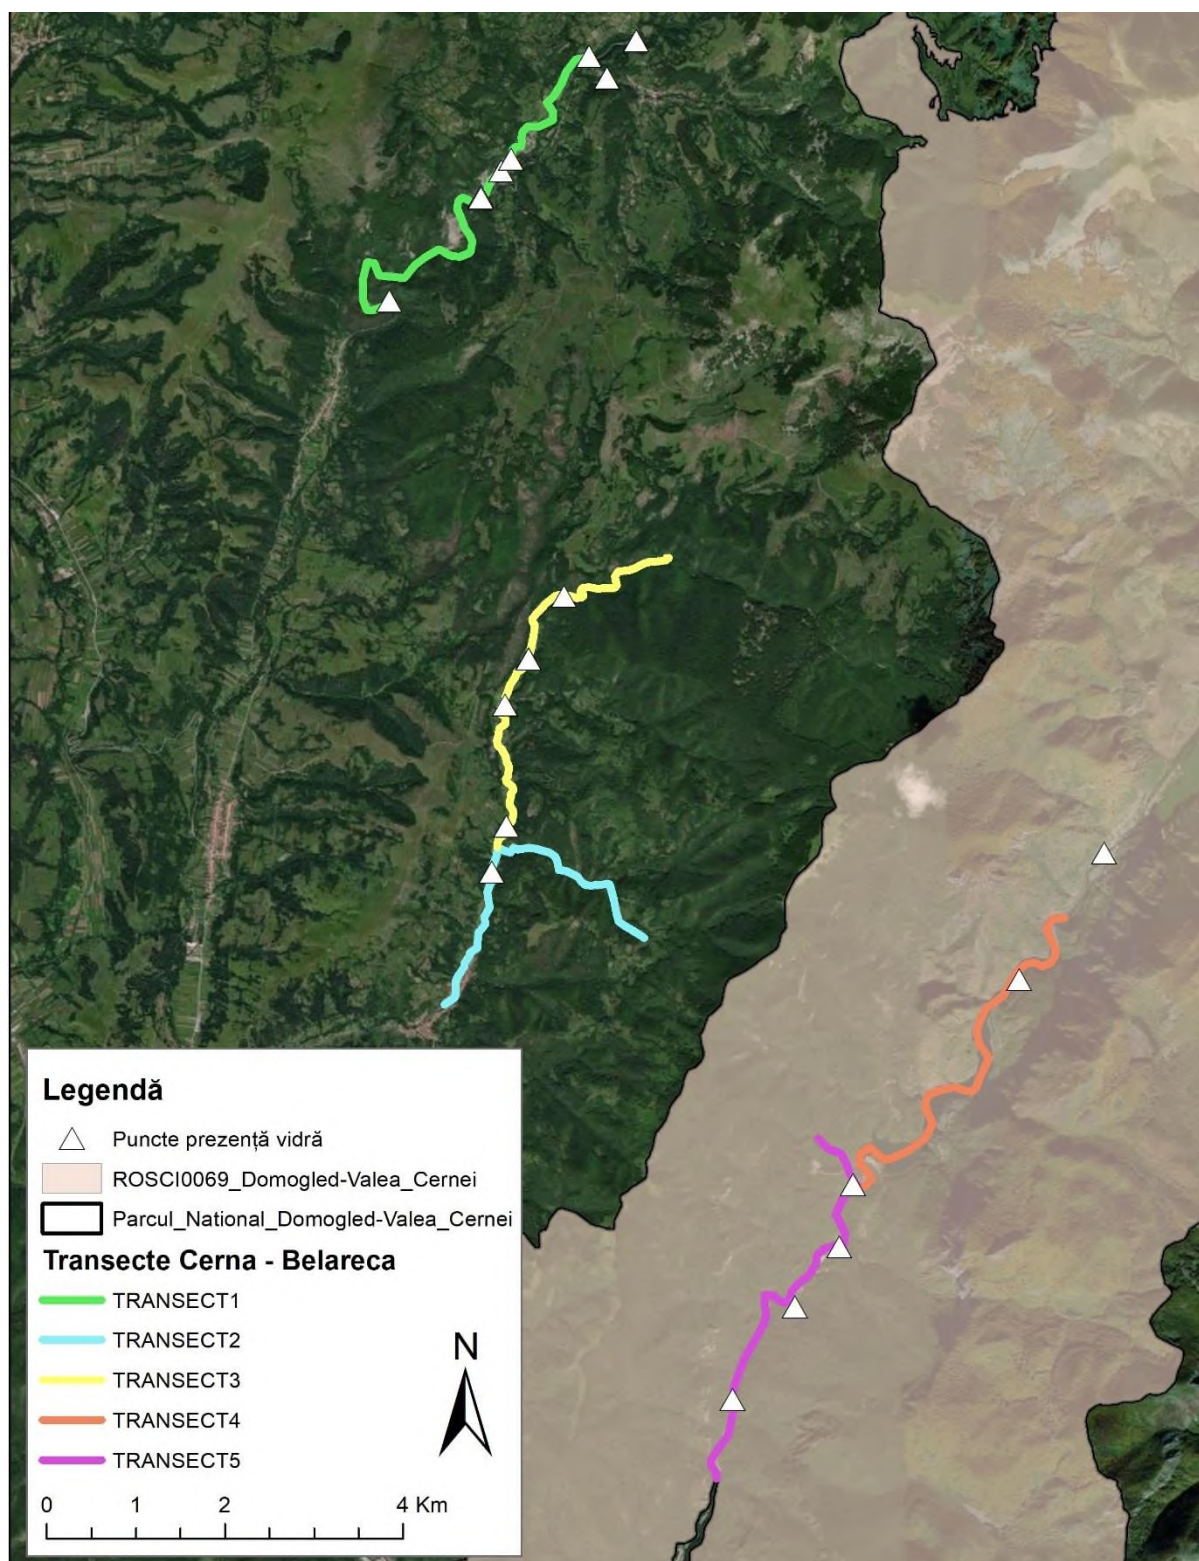 Legendă
Puncte prezență vidră
ROSCI0069_Domogled-Valea_Cernei
Parcul_National_Domogled-Valea_Cernei
Transecte Cerna - Belareca
TRANSECT1
TRANSECT2
TRANSECT3
TRANSECT4
TRANSECT5
N
0 1 2 4 Km